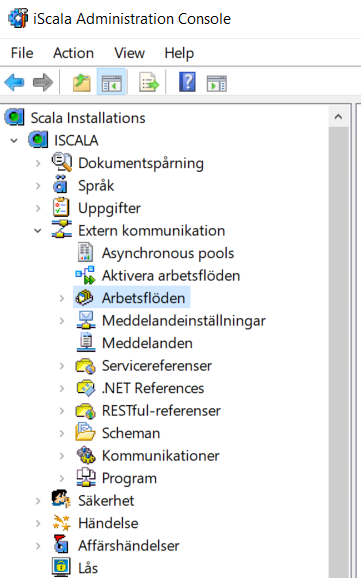 iScala Administration Console
File Action View Help
Scala Installations
ISCALA
Dokumentspårning
Språk
Uppgifter
Extern kommunikation
Asynchronous pools
Aktivera arbetsflöden
Arbetsflöden
Meddelandeinställningar
Meddelanden
Servicereferenser
.NET References
RESTful-referenser
Scheman
Kommunikationer
Program
Säkerhet
Händelse
Affärshändelser
Lås